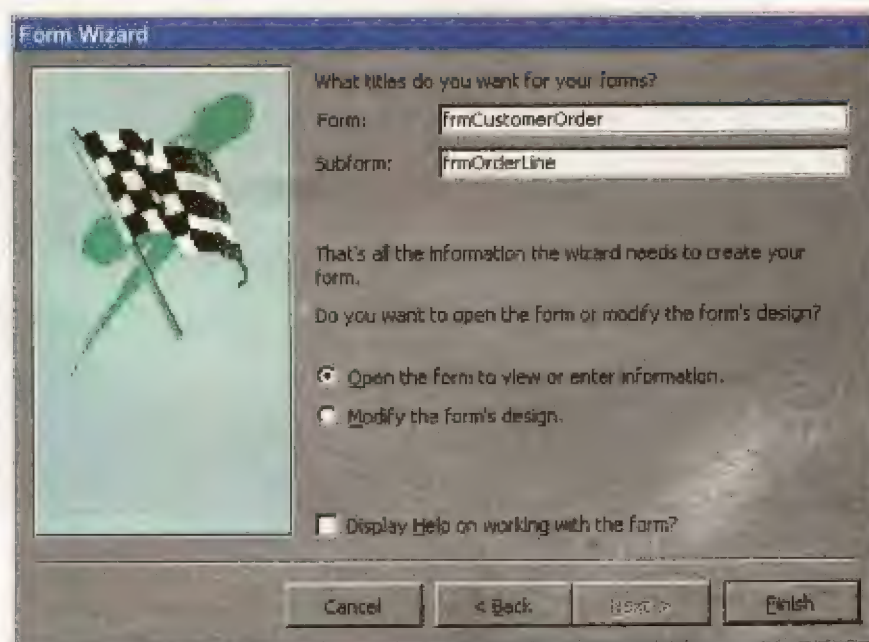 Form Wizard
What titles do you want for your forms?
Form: frmCustomerOrder
Subform: frmOrderLine
That's all the information the wizard needs to create your
form.
Do you want to open the form or modify the form's design?
Open the form to view or enter information.
Modify the form's design.
Display Help on working with the form?
Cancel < Back Next > Finish